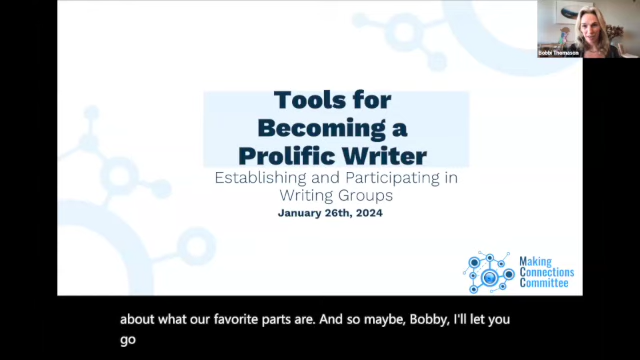 Bobbi Thomason
Tools for
Becoming a
Prolific Writer
Establishing and Participating in
Writing Groups
January 26th, 2024
Making
Connections
Committee
about what our favorite parts are. And so maybe, Bobby, I'll let you
go